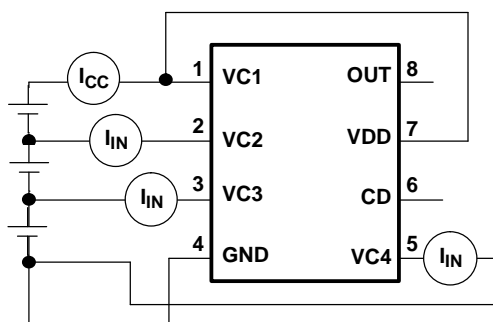 ICC 1 VC1 OUT 8
IIN 2 VC2 VDD 7
IIN 3 VC3 CD 6
4 GND VC4 5 IIN